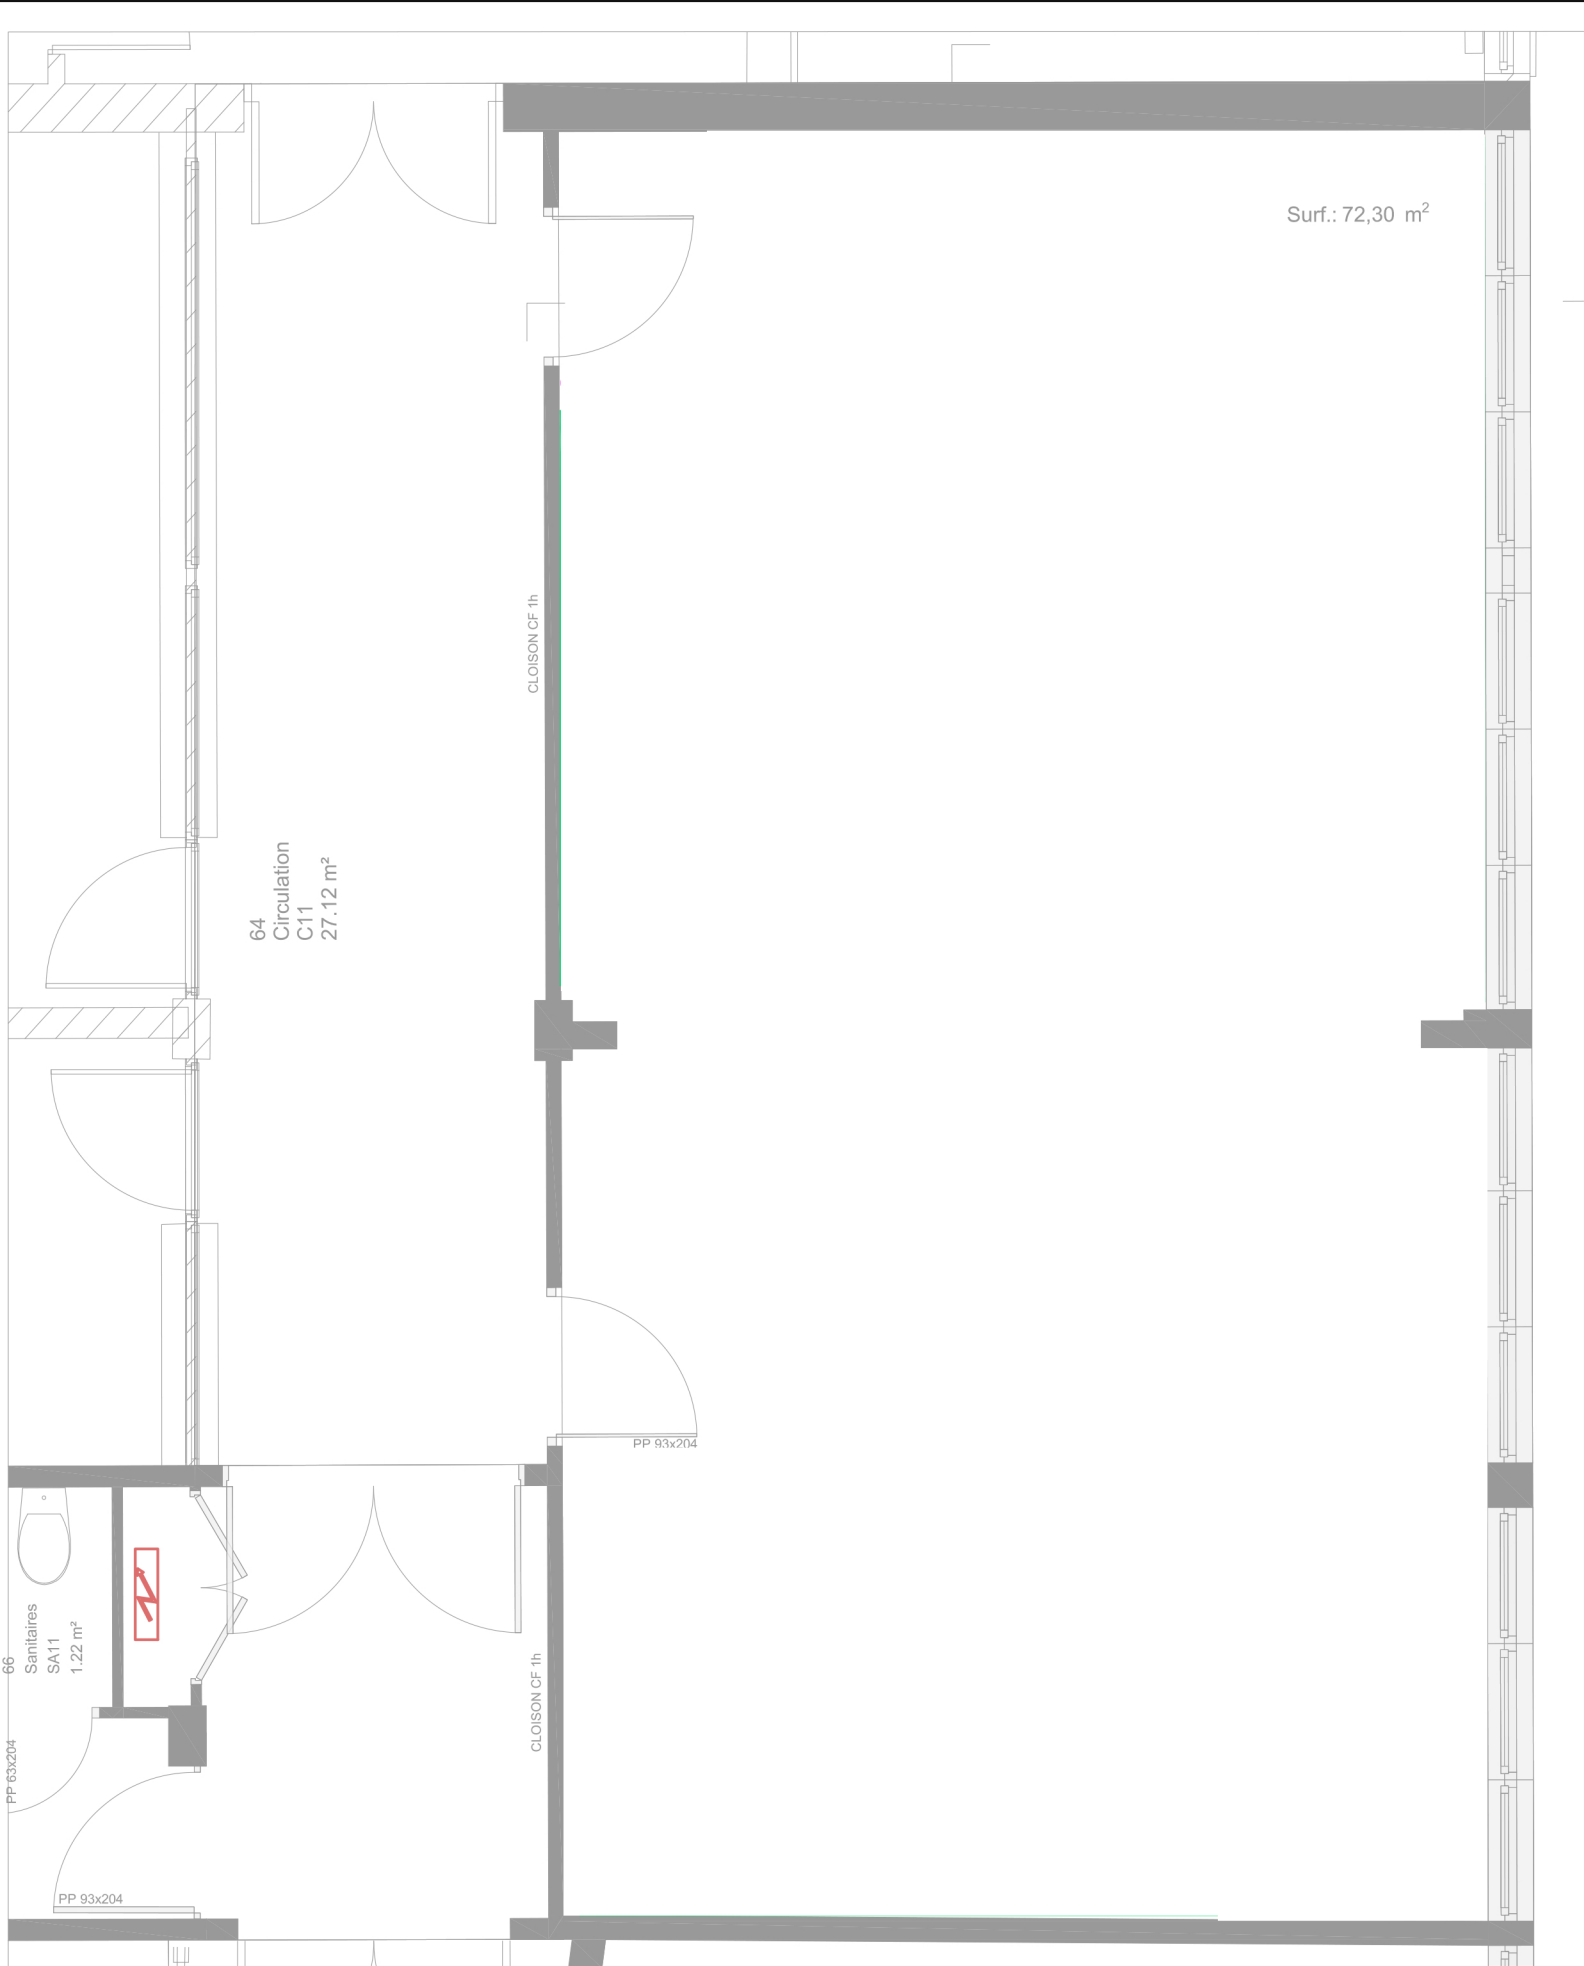 Surf.: 72,30 m²
CLOISON CF 1h
64
Circulation
C11
27.12 m²
PP 93x204
66
Sanitaires
SA11
1.22 m²
CLOISON CF 1h
PP 63x204
PP 93x204